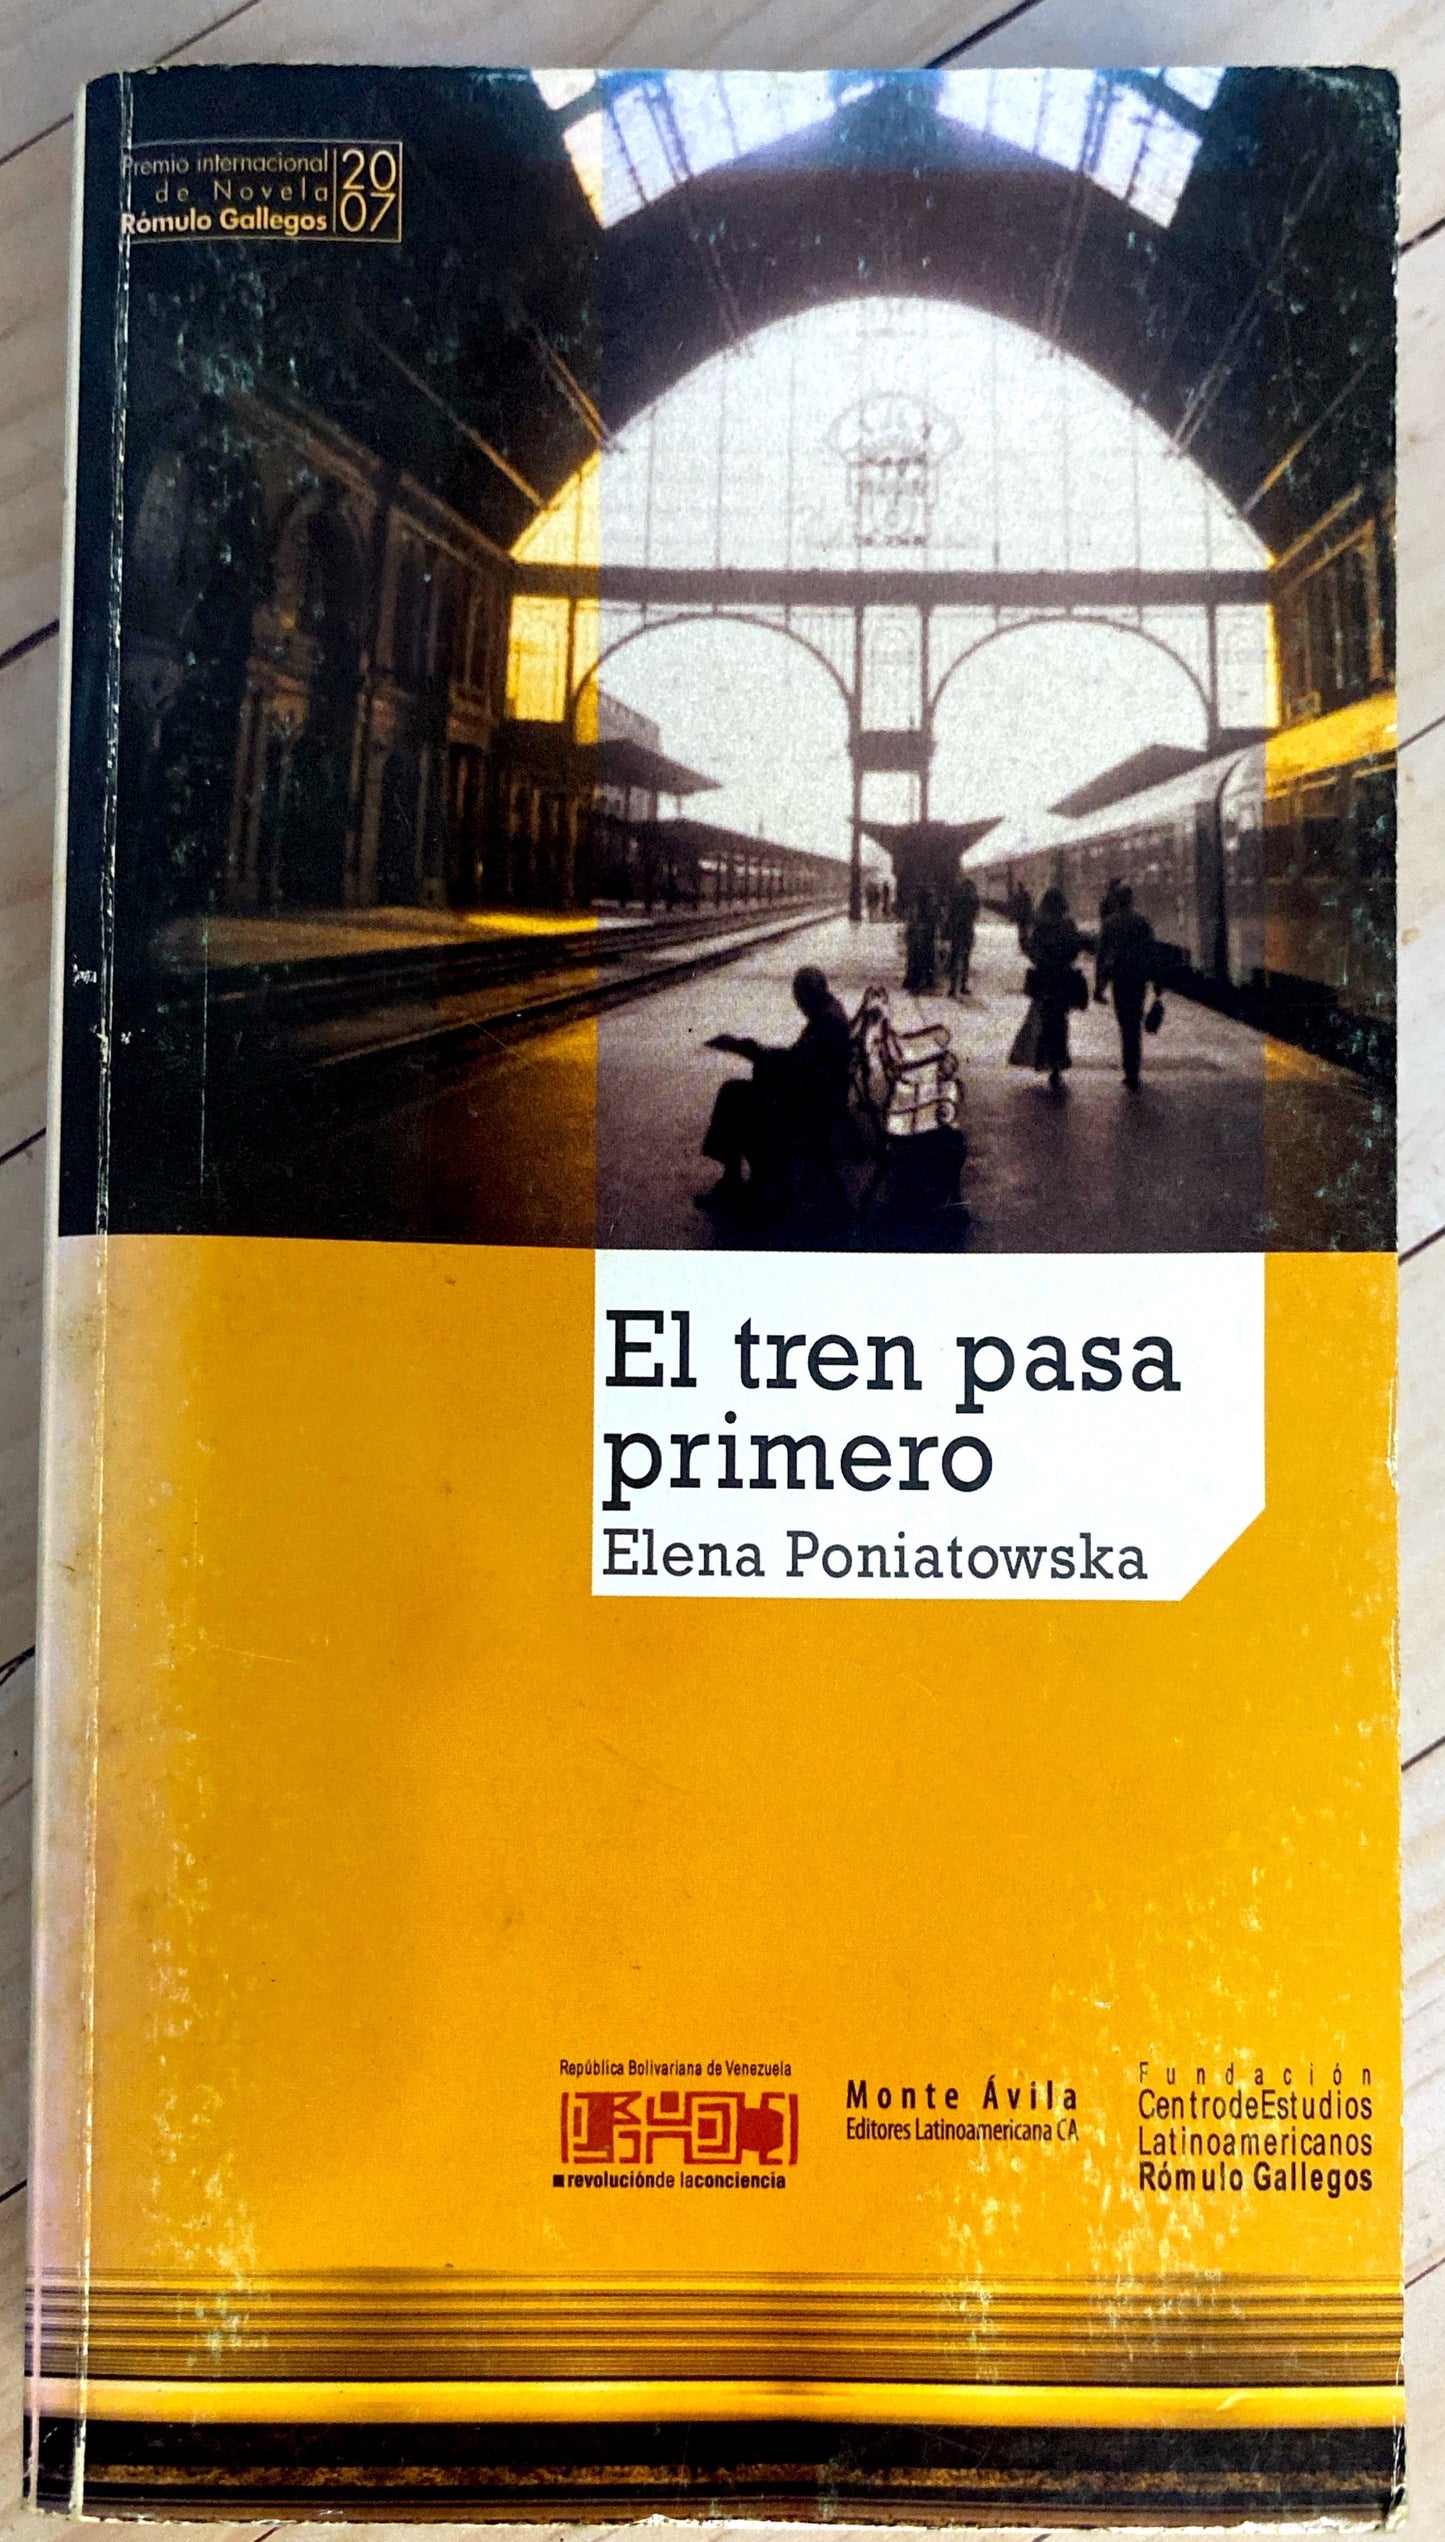 Premio internacional
de Novela
Rómulo Gallegos
20
07
El tren pasa
primero
Elena Poniatowska
República Bolivariana de Venezuela
revoluciónde laconciencia
Monte Ávila
Editores Latinoamericana CA
Fundación
CentrodeEstudios
Latinoamericanos
Rómulo Gallegos